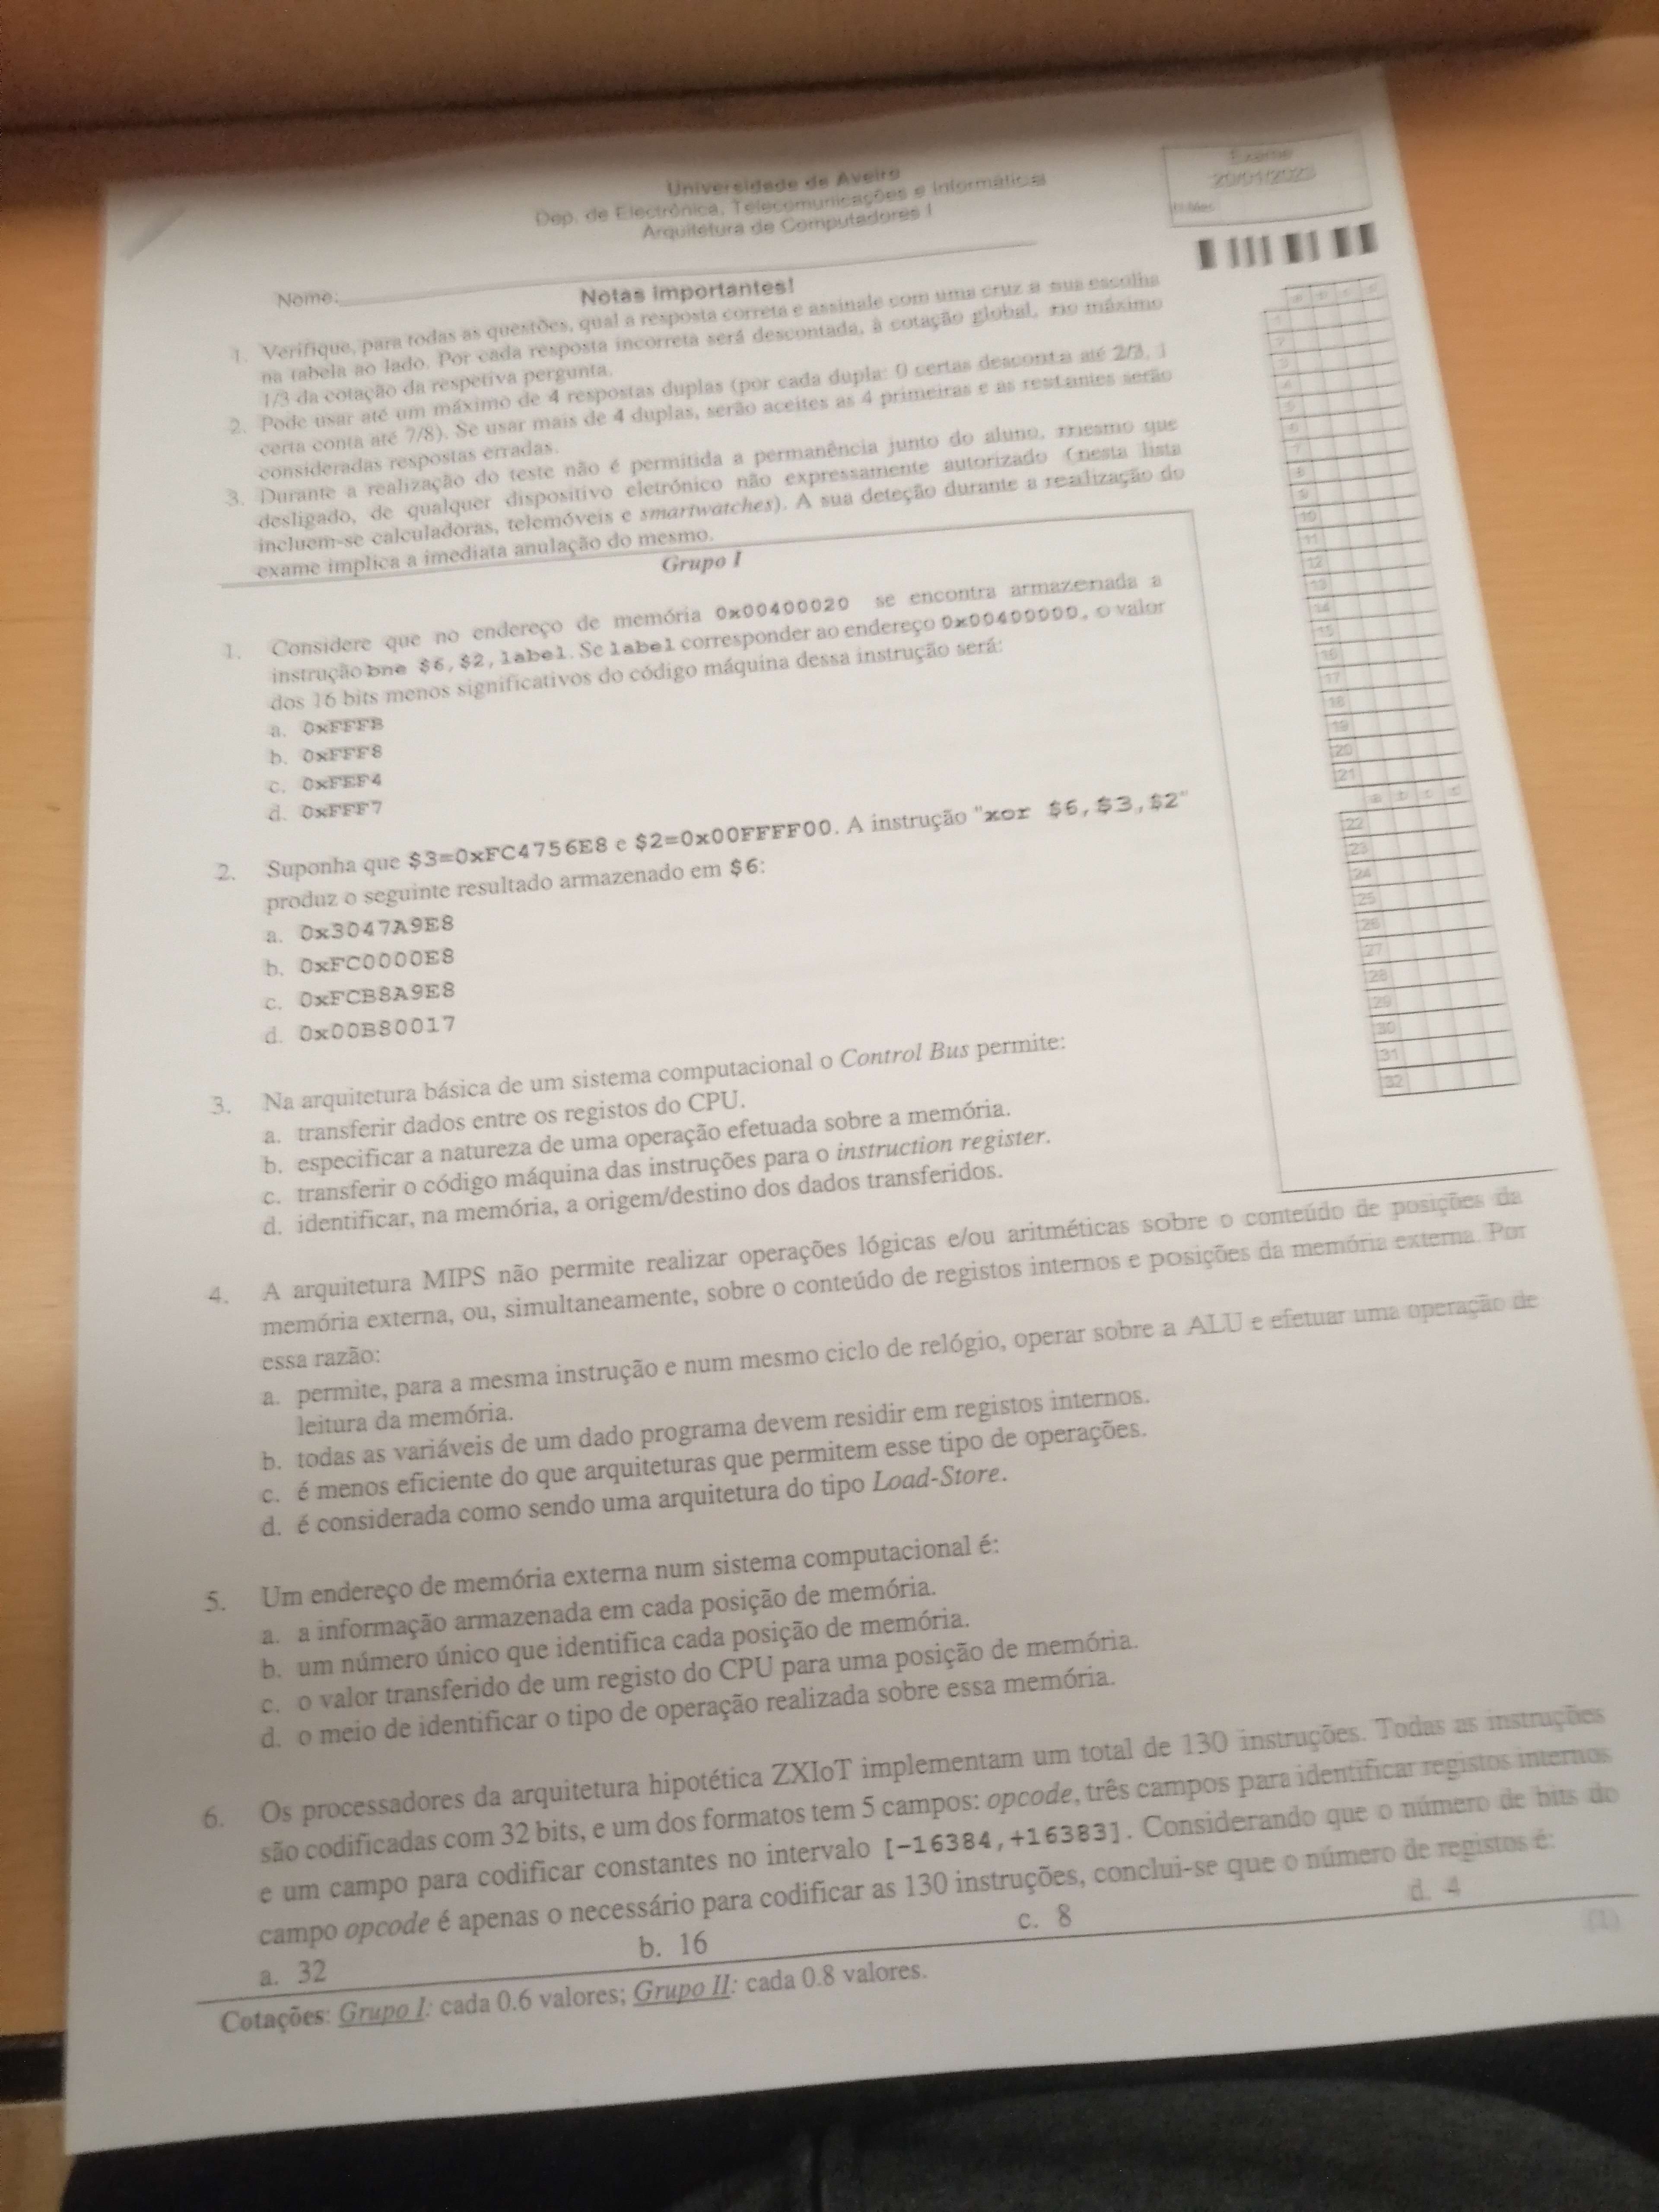 Universidade de Aveiro
Dep. de Electrónica, Telecomunicações e Informática
Arquitetura de Computadores I
Exame
20/01/2023
Nome:
Notas importantes!
1. Verifique, para todas as questões, qual a resposta correta e assinale com uma cruz a sua escolha
na tabela ao lado. Por cada resposta incorreta será descontada, à cotação global, no máximo
1/3 da cotação da respetiva pergunta.
2. Pode usar até um máximo de 4 respostas duplas (por cada dupla: 0 certas desconta até 2/3, 1
certa conta até 7/8). Se usar mais de 4 duplas, serão aceites as 4 primeiras e as restantes serão
consideradas respostas erradas.
3. Durante a realização do teste não é permitida a permanência junto do aluno, mesmo que
desligado, de qualquer dispositivo eletrónico não expressamente autorizado (nesta lista
incluem-se calculadoras, telemóveis e smartwatches). A sua deteção durante a realização do
exame implica a imediata anulação do mesmo.
Grupo I
1. Considere que no endereço de memória 0x00400020 se encontra armazenada a
instrução bne $6,$2,label. Se label corresponder ao endereço 0x00400000, o valor
dos 16 bits menos significativos do código máquina dessa instrução será:
a. 0xFFFB
b. 0xFFF8
c. 0xFEF4
d. 0xFFF7
2. Suponha que $3=0xFC4756E8 e $2=0x00FFFF00. A instrução "xor $6,$3,$2"
produz o seguinte resultado armazenado em $6:
a. 0x3047A9E8
b. 0xFC0000E8
c. 0xFCB8A9E8
d. 0x00B80017
3. Na arquitetura básica de um sistema computacional o Control Bus permite:
a. transferir dados entre os registos do CPU.
b. especificar a natureza de uma operação efetuada sobre a memória.
c. transferir o código máquina das instruções para o instruction register.
d. identificar, na memória, a origem/destino dos dados transferidos.
4. A arquitetura MIPS não permite realizar operações lógicas e/ou aritméticas sobre o conteúdo de posições da
memória externa, ou, simultaneamente, sobre o conteúdo de registos internos e posições da memória externa. Por
essa razão:
a. permite, para a mesma instrução e num mesmo ciclo de relógio, operar sobre a ALU e efetuar uma operação de
leitura da memória.
b. todas as variáveis de um dado programa devem residir em registos internos.
c. é menos eficiente do que arquiteturas que permitem esse tipo de operações.
d. é considerada como sendo uma arquitetura do tipo Load-Store.
5. Um endereço de memória externa num sistema computacional é:
a. a informação armazenada em cada posição de memória.
b. um número único que identifica cada posição de memória.
c. o valor transferido de um registo do CPU para uma posição de memória.
d. o meio de identificar o tipo de operação realizada sobre essa memória.
6. Os processadores da arquitetura hipotética ZXIoT implementam um total de 130 instruções. Todas as instruções
são codificadas com 32 bits, e um dos formatos tem 5 campos: opcode, três campos para identificar registos internos
e um campo para codificar constantes no intervalo [-16384,+16383]. Considerando que o número de bits do
campo opcode é apenas o necessário para codificar as 130 instruções, conclui-se que o número de registos é:
a. 32 b. 16 c. 8 d. 4
Cotações: Grupo I: cada 0.6 valores; Grupo II: cada 0.8 valores.
(1)
a b c d
1
2
3
4
5
6
7
8
9
10
11
12
13
14
15
16
17
18
19
20
21
a b c d
22
23
24
25
26
27
28
29
30
31
32